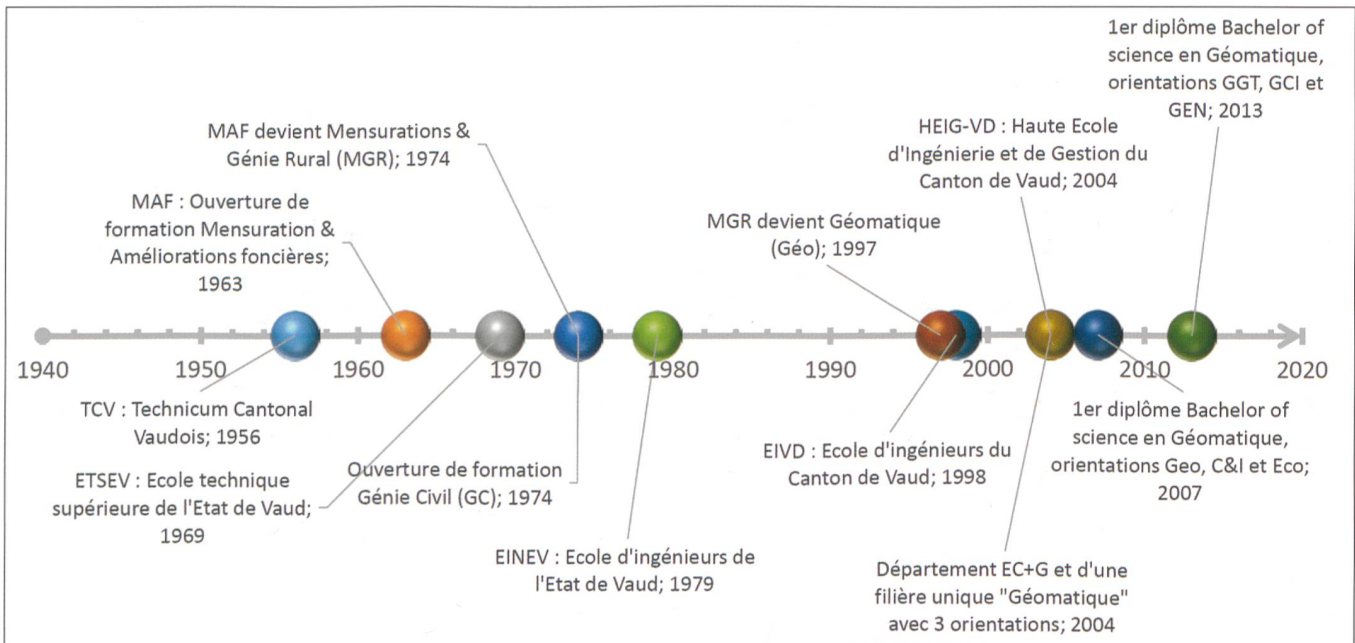 1er diplôme Bachelor of
science en Géomatique,
orientations GGT, GCI et
GEN; 2013
MAF devient Mensurations &
Génie Rural (MGR); 1974
HEIG-VD : Haute Ecole
d'Ingénierie et de Gestion du
Canton de Vaud; 2004
MAF : Ouverture de
formation Mensuration &
Améliorations foncières;
1963
MGR devient Géomatique
(Géo); 1997
1940 1950 1960 1970 1980 1990 2000 2010 2020
TCV : Technicum Cantonal
Vaudois; 1956
ETSEV : Ecole technique
supérieure de l'Etat de Vaud;
1969
Ouverture de formation
Génie Civil (GC); 1974
EINEV : Ecole d'ingénieurs de
l'Etat de Vaud; 1979
EIVD : Ecole d'ingénieurs du
Canton de Vaud; 1998
1er diplôme Bachelor of
science en Géomatique,
orientations Geo, C&I et Eco;
2007
Département EC+G et d'une
filière unique "Géomatique"
avec 3 orientations; 2004